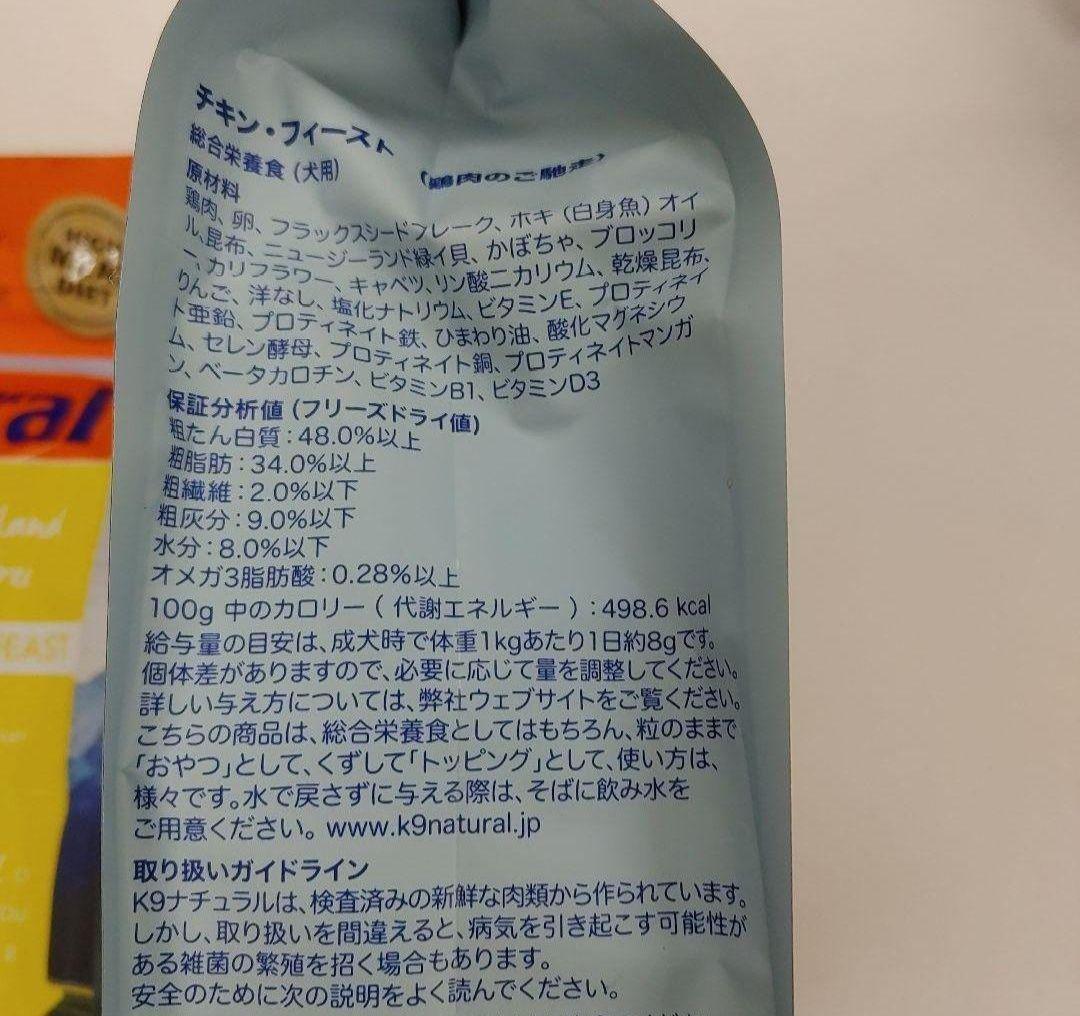 チキン・フィースト
総合栄養食(犬用) (鶏肉のご馳走)
原材料
鶏肉、卵、フラックスシードフレーク、ホキ(白身魚)オイ
ル、昆布、ニュージーランド緑イ貝、かぼちゃ、ブロッコリ
ー、カリフラワー、キャベツ、リン酸二カリウム、乾燥昆布、
りんご、洋なし、塩化ナトリウム、ビタミンE、プロティネイ
ト亜鉛、プロティネイト鉄、ひまわり油、酸化マグネシウ
ム、セレン酵母、プロティネイト銅、プロティネイトマンガ
ン、ベータカロチン、ビタミンB1、ビタミンD3
保証分析値(フリーズドライ値)
粗たん白質:48.0%以上
粗脂肪:34.0%以上
粗繊維:2.0%以下
粗灰分:9.0%以下
水分:8.0%以下
オメガ3脂肪酸:0.28%以上
100g 中のカロリー( 代謝エネルギー ):498.6 kcal
給与量の目安は、成犬時で体重1kgあたり1日約8gです。
個体差がありますので、必要に応じて量を調整してください。
詳しい与え方については、弊社ウェブサイトをご覧ください。
こちらの商品は、総合栄養食としてはもちろん、粒のままで
「おやつ」として、くずして「トッピング」として、使い方は、
様々です。水で戻さずに与える際は、そばに飲み水を
ご用意ください。www.k9natural.jp
取り扱いガイドライン
K9ナチュラルは、検査済みの新鮮な肉類から作られています。
しかし、取り扱いを間違えると、病気を引き起こす可能性が
ある雑菌の繁殖を招く場合もあります。
安全のために次の説明をよく読んでください。
ral
FEAST
DIET